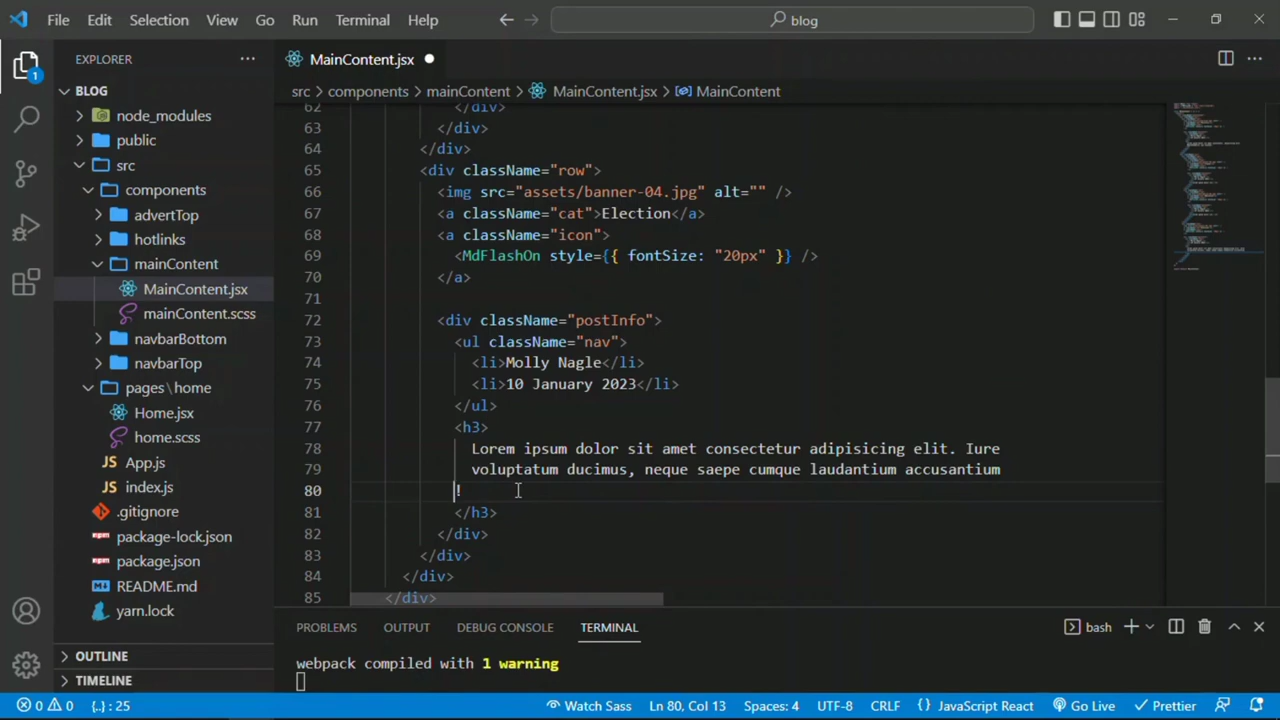 File Edit Selection View Go Run Terminal Help blog
EXPLORER ···
MainContent.jsx
BLOG
src > components > mainContent > MainContent.jsx > MainContent
node_modules
public
src
components
advertTop
hotlinks
mainContent
MainContent.jsx
mainContent.scss
navbarBottom
navbarTop
pages\home
Home.jsx
home.scss
App.js
index.js
.gitignore
package-lock.json
package.json
README.md
yarn.lock
OUTLINE
TIMELINE
1
62 </div>
63 </div>
64 </div>
65 <div className="row">
66 <img src="assets/banner-04.jpg" alt="" />
67 <a className="cat">Election</a>
68 <a className="icon">
69 <MdFlashOn style={{ fontSize: "20px" }} />
70 </a>
71
72 <div className="postInfo">
73 <ul className="nav">
74 <li>Molly Nagle</li>
75 <li>10 January 2023</li>
76 </ul>
77 <h3>
78 Lorem ipsum dolor sit amet consectetur adipisicing elit. Iure
79 voluptatum ducimus, neque saepe cumque laudantium accusantium
80 !
81 </h3>
82 </div>
83 </div>
84 </div>
85 </div>
PROBLEMS OUTPUT DEBUG CONSOLE TERMINAL bash
webpack compiled with 1 warning
0 0 {..} : 25 Watch Sass Ln 80, Col 13 Spaces: 4 UTF-8 CRLF {} JavaScript React Go Live Prettier